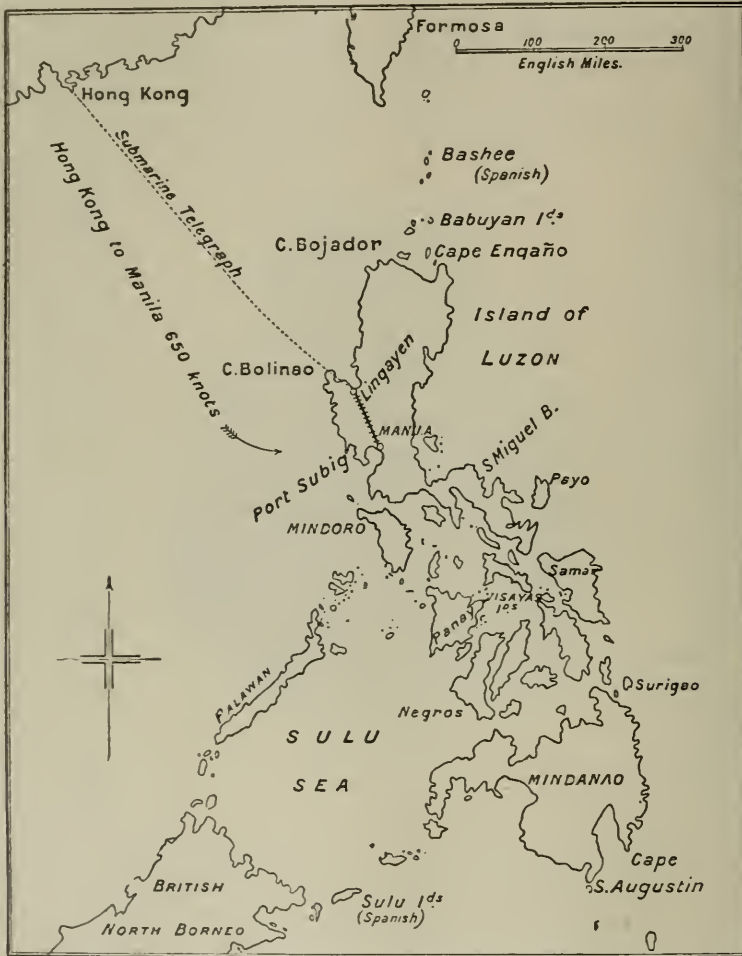 Formosa
0 100 200 300
English Miles.
Hong Kong
Submarine Telegraph
Hong Kong to Manila 650 knots
Bashee
(Spanish)
Babuyan Ids.
C. Bojador
Cape Engaño
Island of
LUZON
C. Bolinao
Lingayen
MANILA
S Miguel B.
Port Subig
Payo
MINDORO
Samar
VISAYAS
Ids
Panay
PALAWAN
Surigao
Negros
SULU
SEA
MINDANAO
Cape
S. Augustin
BRITISH
NORTH BORNEO
Sulu Ids
(Spanish)